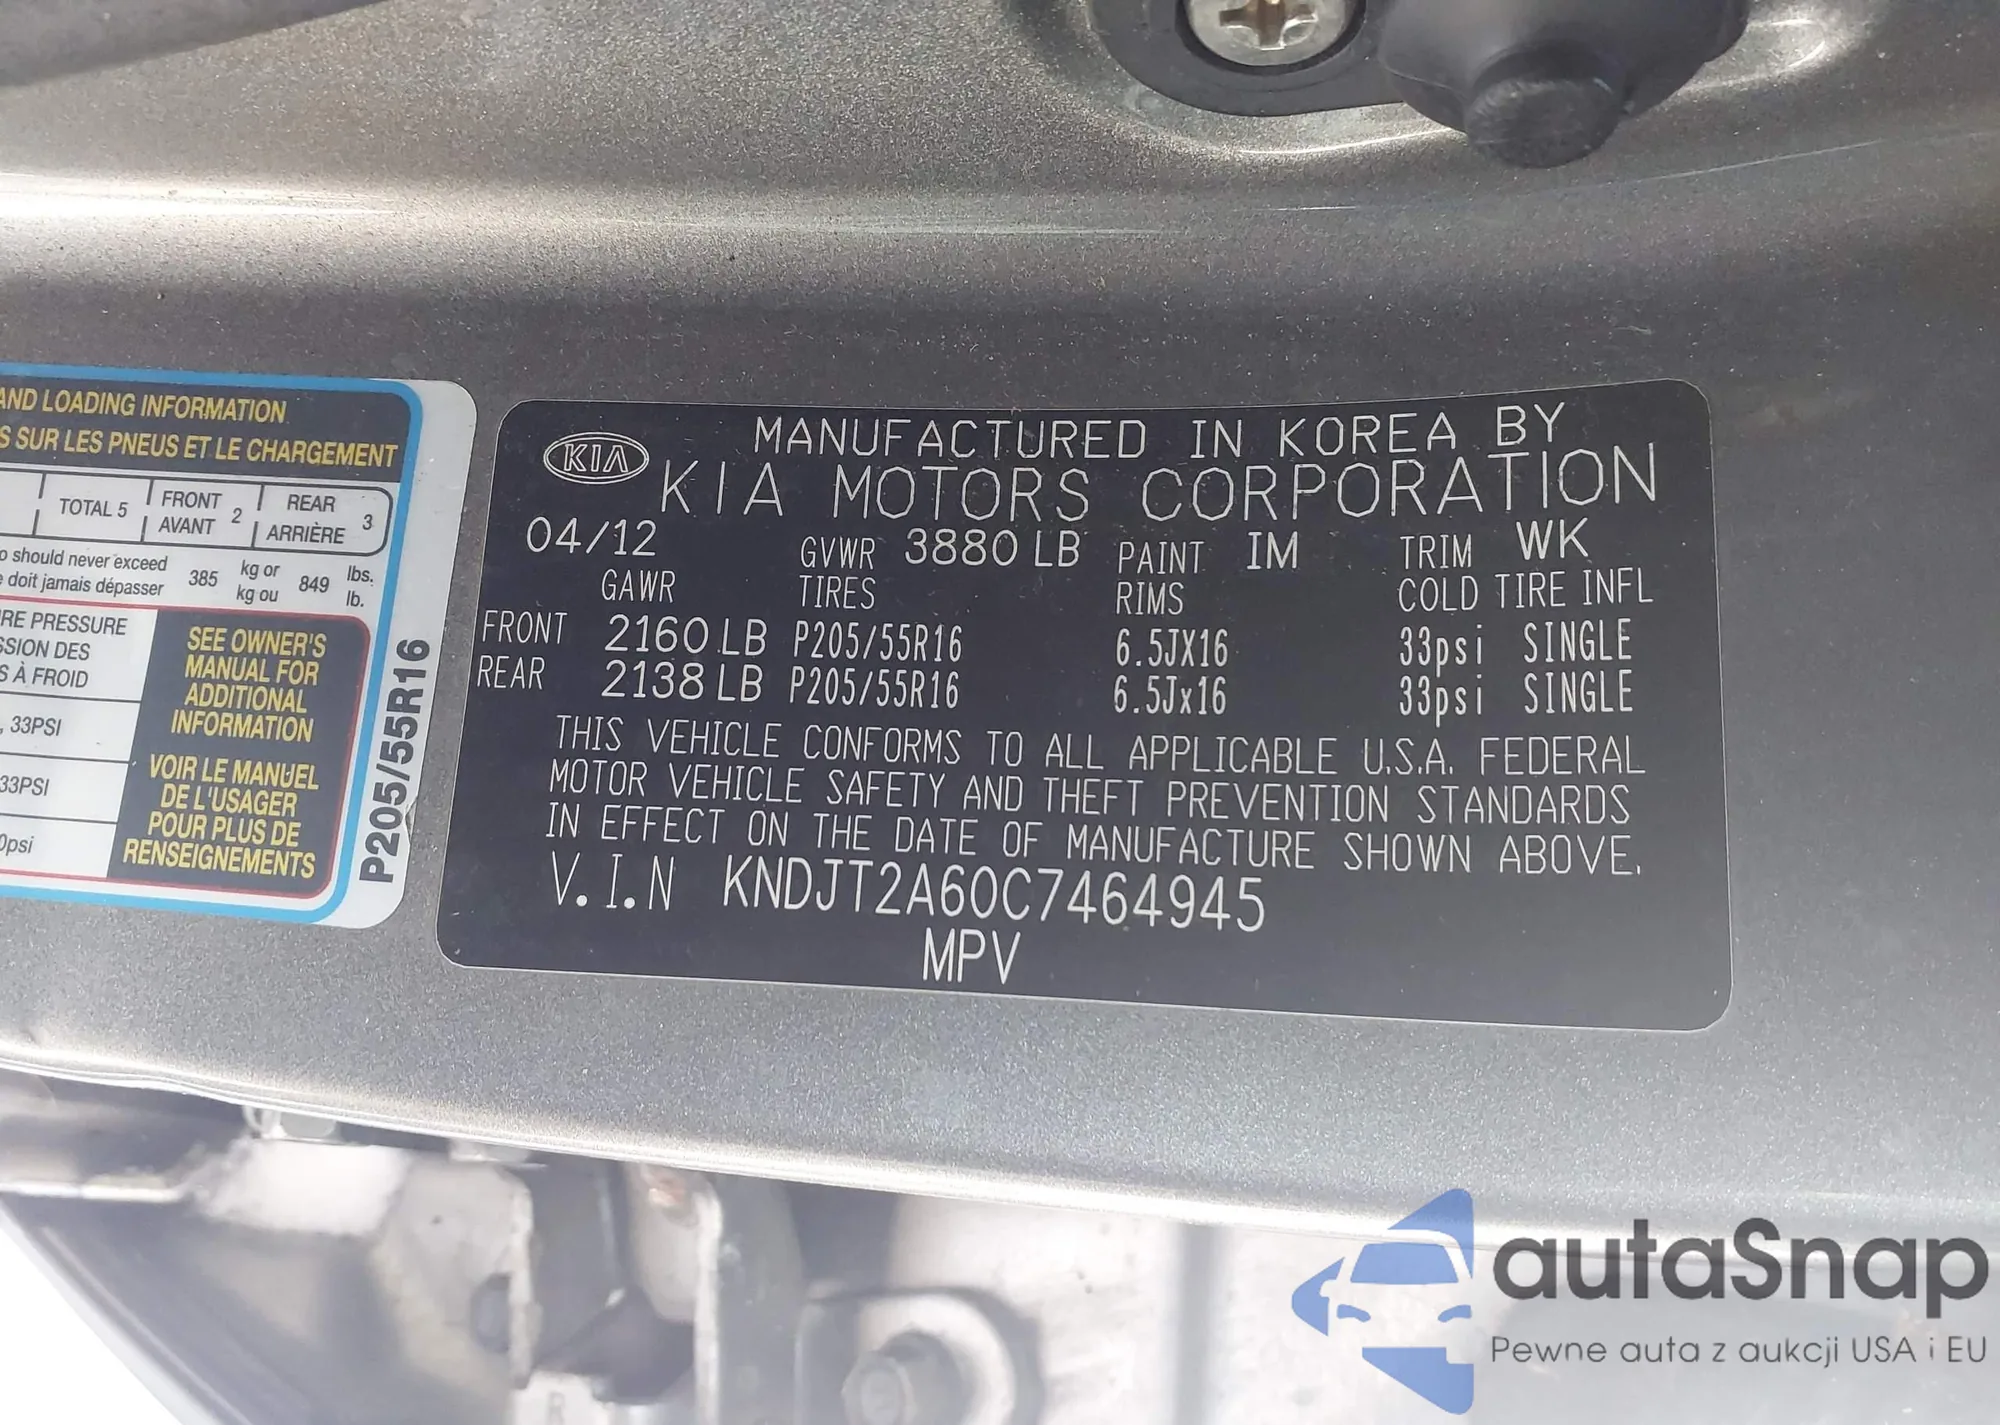 AND LOADING INFORMATION
S SUR LES PNEUS ET LE CHARGEMENT
TOTAL 5
FRONT
AVANT
2
REAR
ARRIÈRE
3
o should never exceed
e doit jamais dépasser
385
kg or
kg ou
849
lbs.
lb.
RE PRESSURE
SSION DES
S À FROID
, 33PSI
33PSI
0psi
SEE OWNER'S
MANUAL FOR
ADDITIONAL
INFORMATION
VOIR LE MANUEL
DE L'USAGER
POUR PLUS DE
RENSEIGNEMENTS
P205/55R16
KIA
MANUFACTURED IN KOREA BY
KIA MOTORS CORPORATION
04/12 GVWR 3880 LB PAINT IM TRIM WK
GAWR TIRES RIMS COLD TIRE INFL
FRONT 2160 LB P205/55R16 6.5JX16 33psi SINGLE
REAR 2138 LB P205/55R16 6.5Jx16 33psi SINGLE
THIS VEHICLE CONFORMS TO ALL APPLICABLE U.S.A. FEDERAL
MOTOR VEHICLE SAFETY AND THEFT PREVENTION STANDARDS
IN EFFECT ON THE DATE OF MANUFACTURE SHOWN ABOVE.
V.I.N KNDJT2A60C7464945
MPV
autaSnap
Pewne auta z aukcji USA i EU